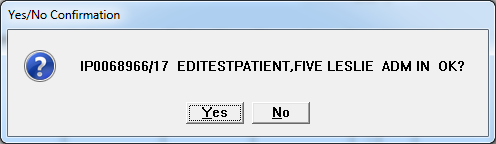 Yes/No Confirmation
IP0068966/17 EDITESTPATIENT,FIVE LESLIE ADM IN OK?
Yes No